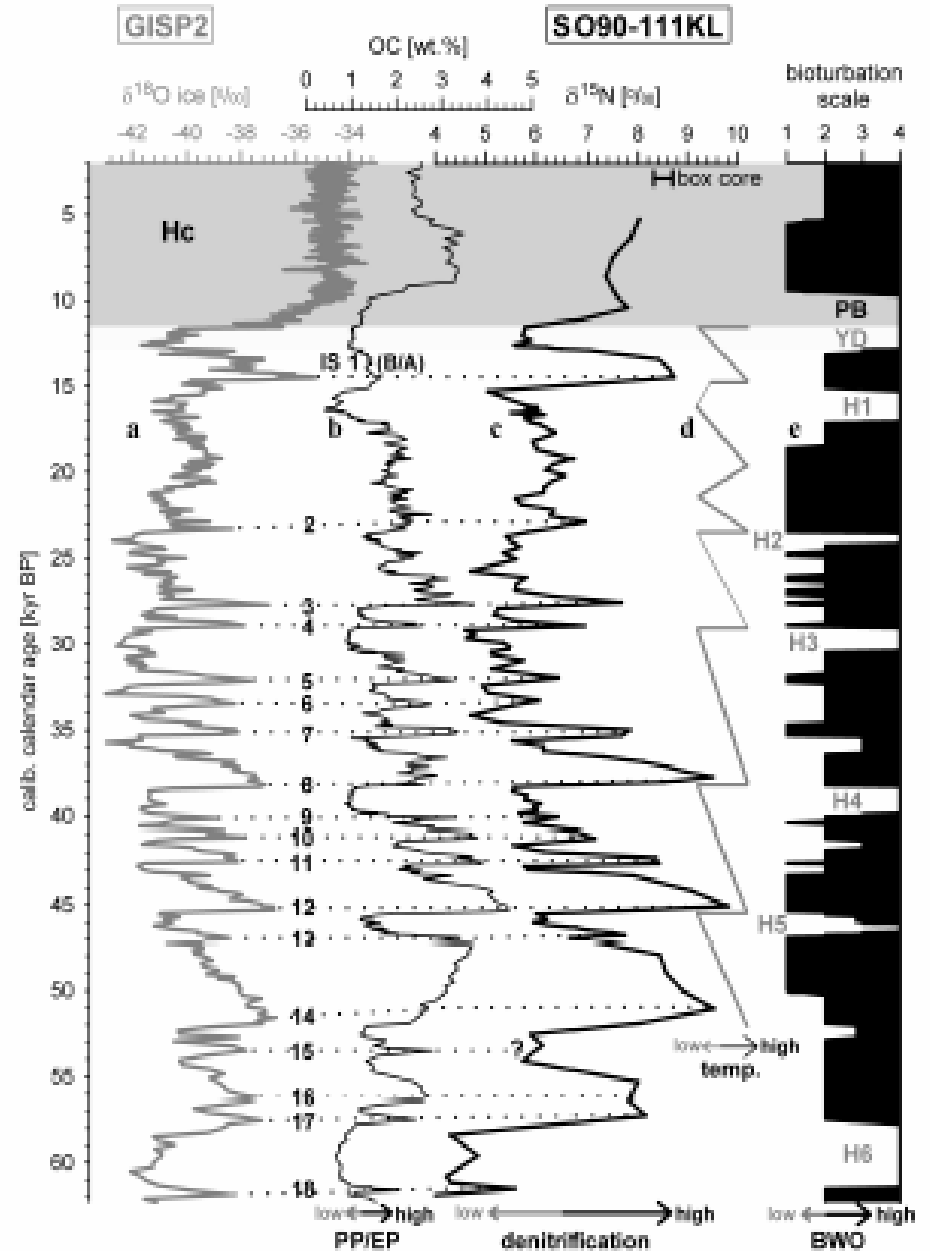 GISP2
SO90-111KL
OC [wt.%]
0 1 2 3 4 5
bioturbation
scale
δ¹⁸O ice [⁰/₀₀]
δ¹⁵N [⁰/₀₀]
-42 -40 -38 -36 -34
4 5 6 7 8 9 10
1 2 3 4
box core
5
Hc
10
PB
YD
IS 1 (B/A)
15
H1
a b c d e
20
2
H2
25
3
4
30
H3
5
6
35
7
8
H4
40
9
10
11
45
12
H5
13
50
14
15
?
low high
temp.
55
16
17
60
H6
18
calib. calendar age [kyr BP]
low high
low high
low high
PP/EP
denitrification
BWO